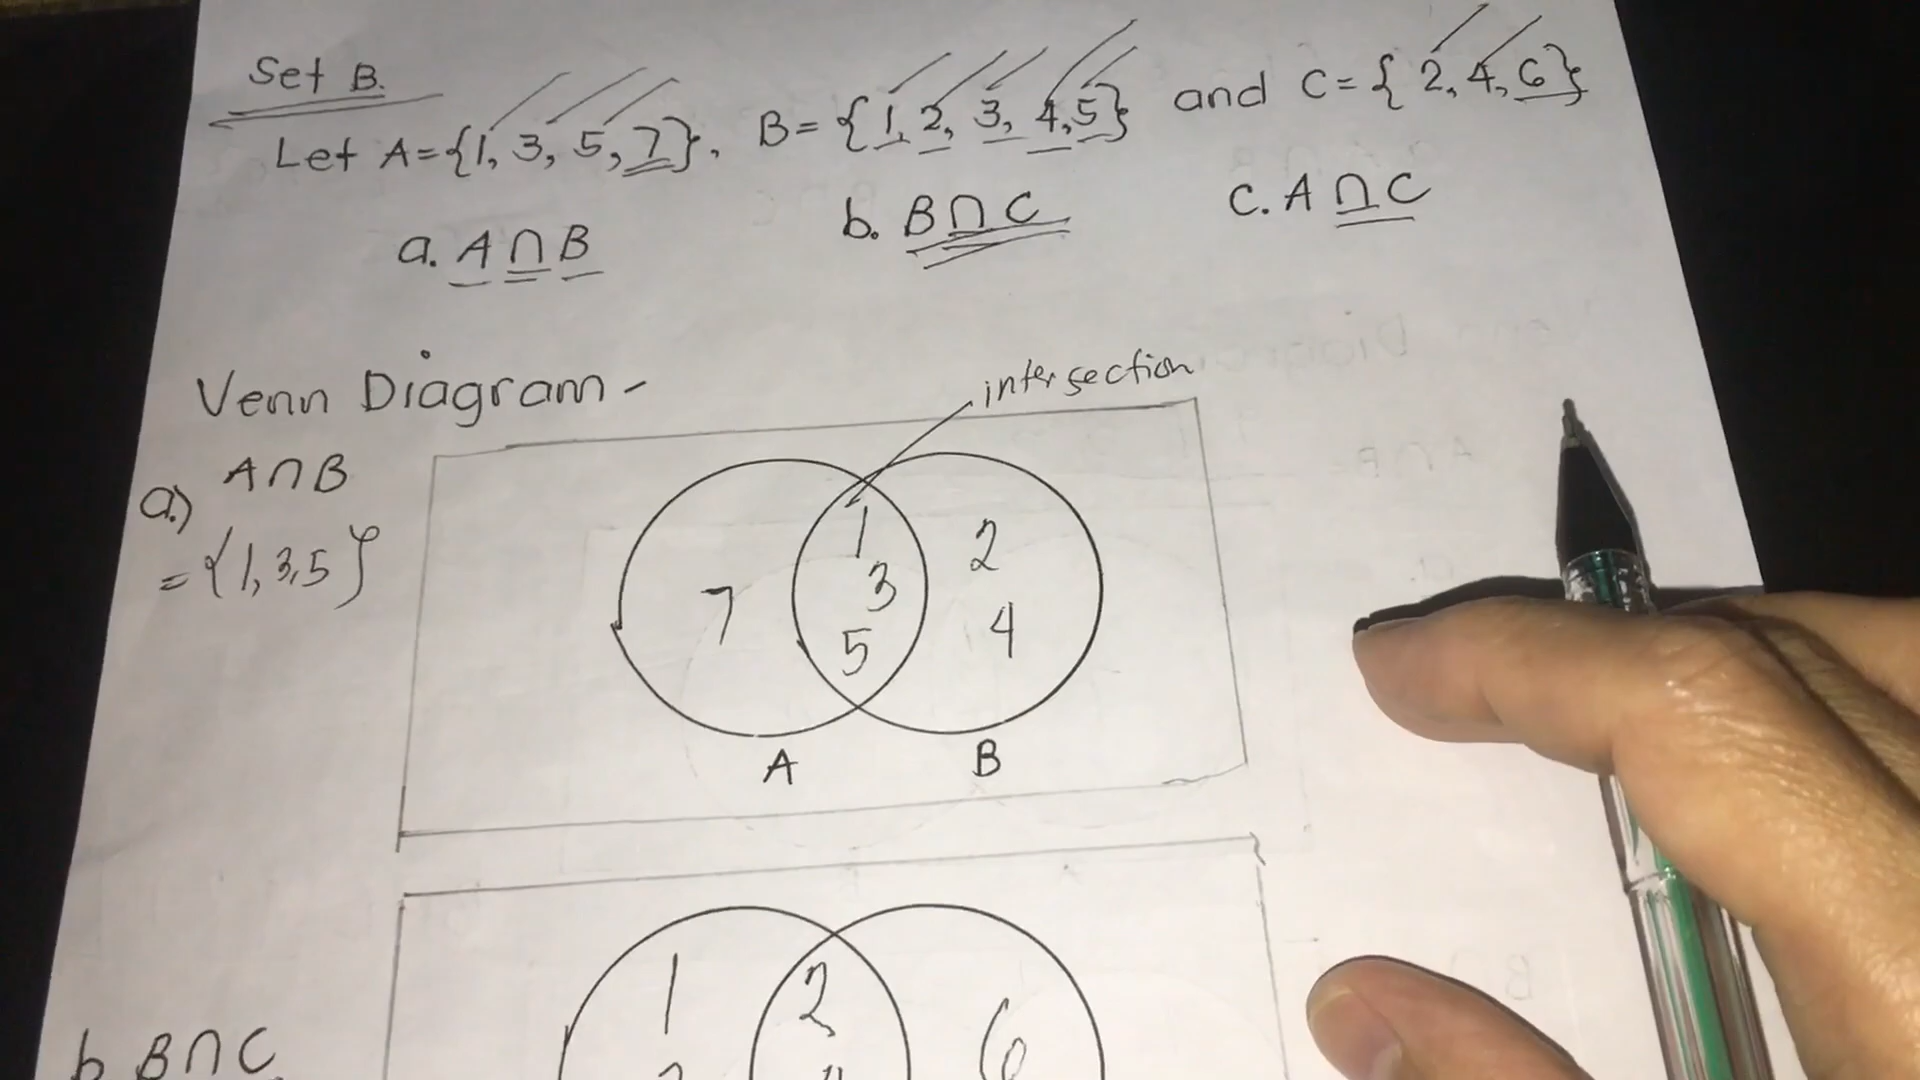 Set B.
Let A={1, 3, 5, 7}, B={1, 2, 3, 4, 5} and C={2, 4, 6}
a. A∩B b. B∩C c. A∩C
Venn Diagram -
intersection
a.) A∩B
={1,3,5}
1
2
3
7
4
5
A B
1 2
6
b B∩C